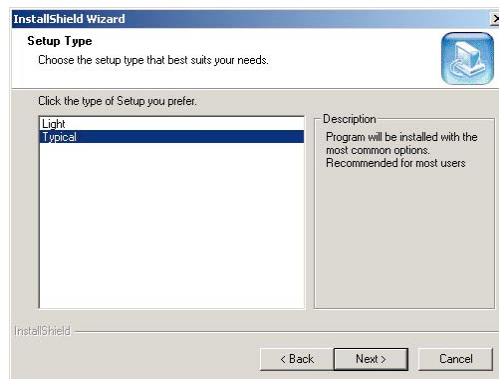 InstallShield Wizard
Setup Type
Choose the setup type that best suits your needs.
Click the type of Setup you prefer.
Light
Typical
Description
Program will be installed with the
most common options.
Recommended for most users
InstallShield
< Back
Next >
Cancel